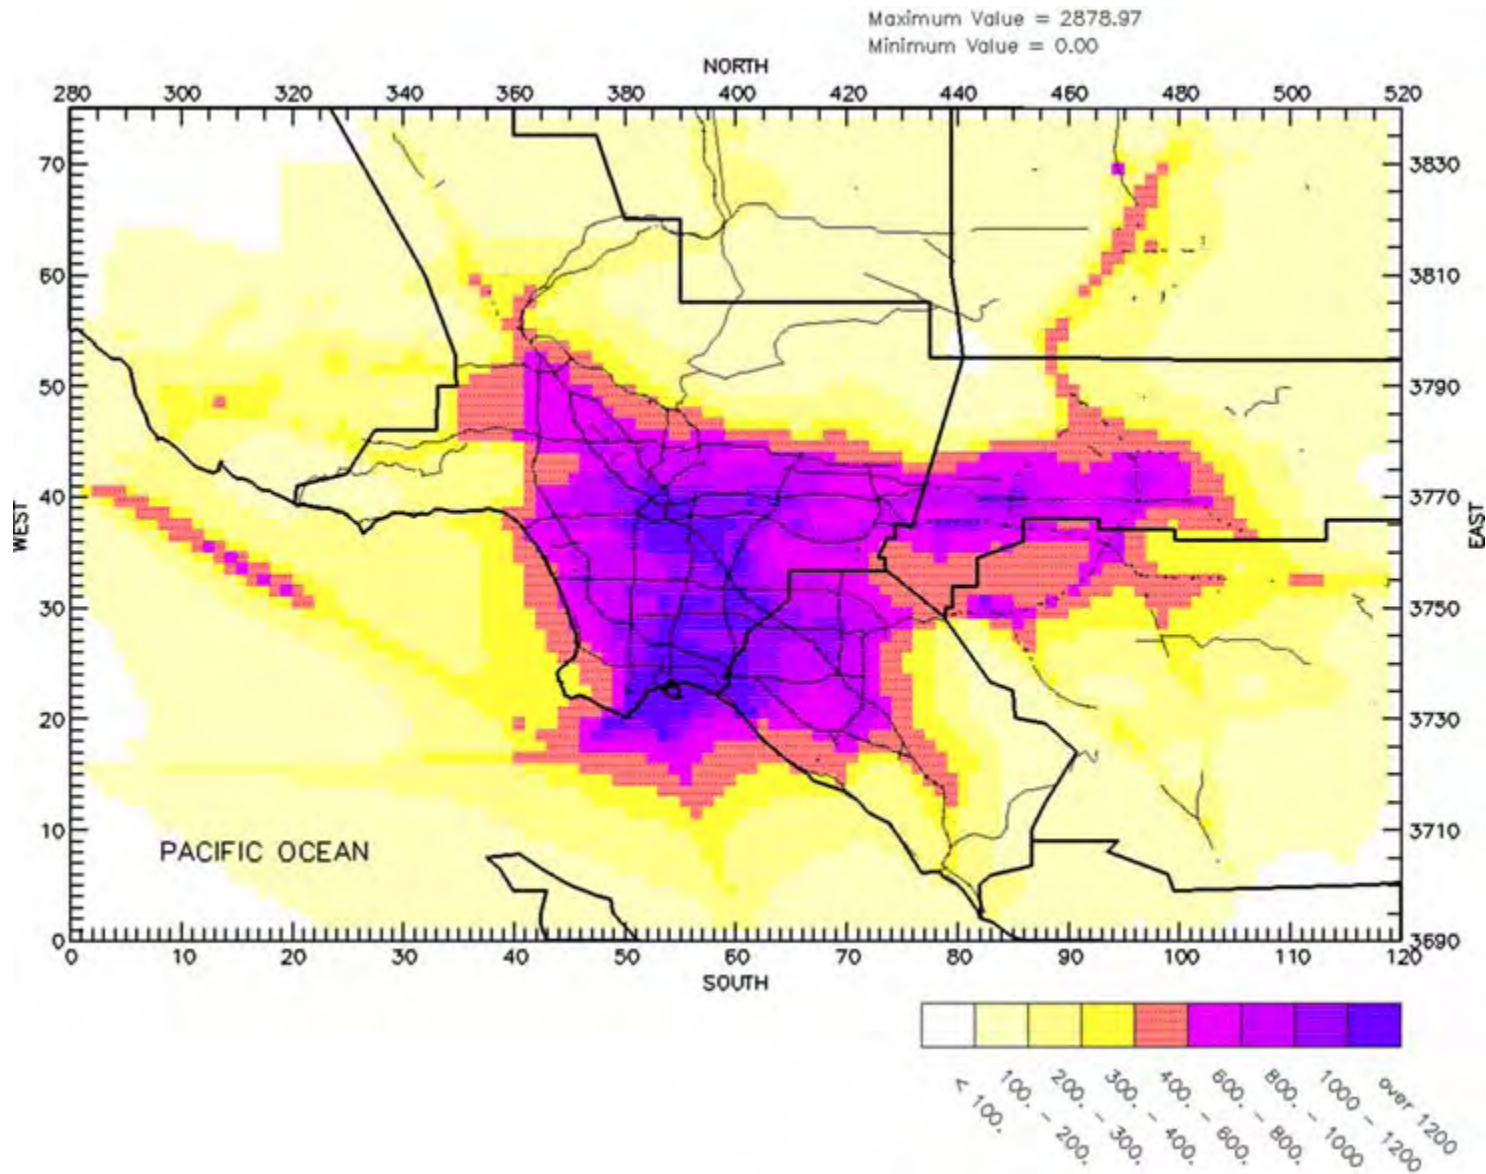 Maximum Value = 2878.97
Minimum Value = 0.00
NORTH
280 300 320 340 360 380 400 420 440 460 480 500 520
70 3830
60 3810
50 3790
40 3770
WEST EAST
30 3750
20 3730
10 3710
PACIFIC OCEAN
0 3690
0 10 20 30 40 50 60 70 80 90 100 110 120
SOUTH
< 100.
100. - 200.
200. - 300.
300. - 400.
400. - 600.
600. - 800.
800. - 1000
1000 - 1200
over 1200